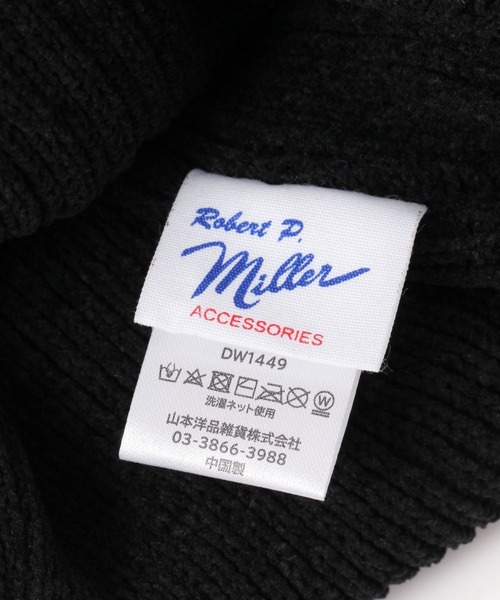 Robert P.
Miller
ACCESSORIES
DW1449
洗濯ネット使用
山本洋品雑貨株式会社
03-3866-3988
中国製